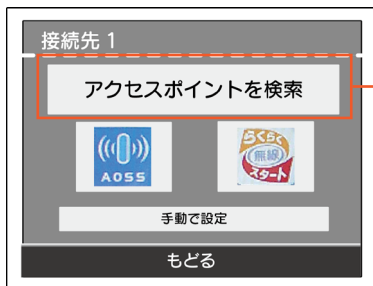 接続先 1
アクセスポイントを検索
AOSS
らくらく
無線
スタート
手動で設定
もどる